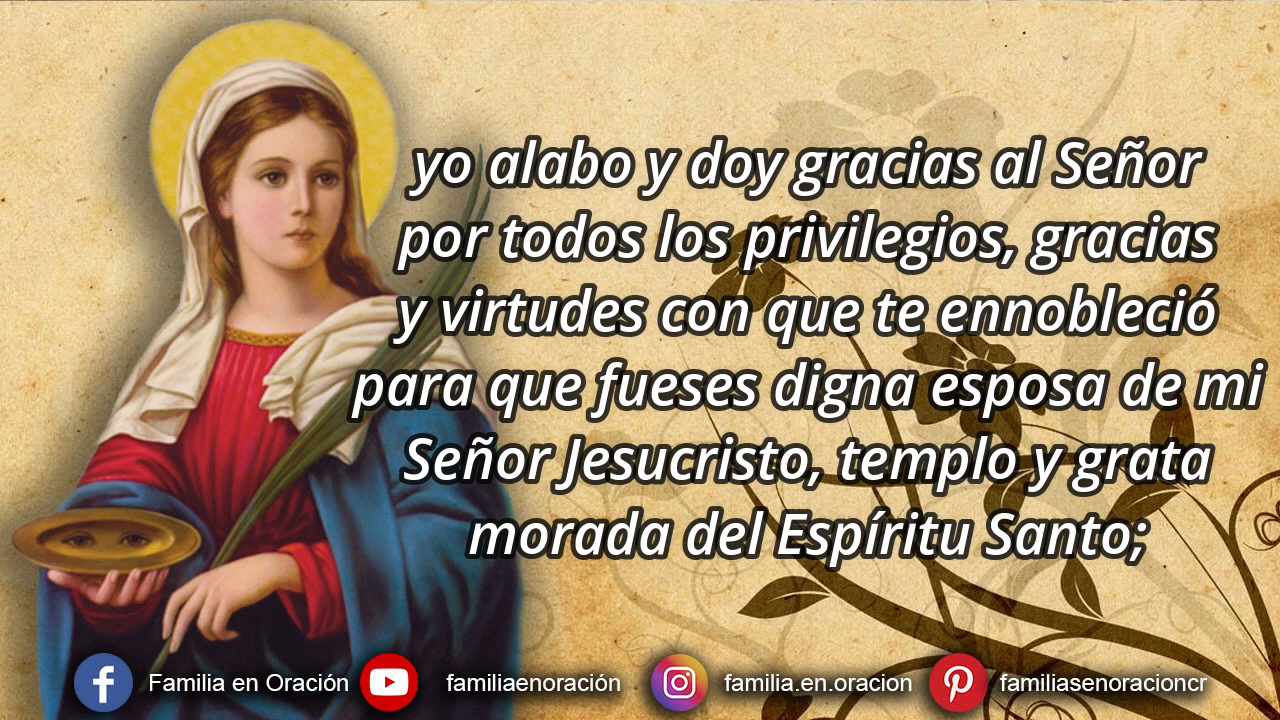 yo alabo y doy gracias al Señor
por todos los privilegios, gracias
y virtudes con que te ennobleció
para que fueses digna esposa de mi
Señor Jesucristo, templo y grata
morada del Espíritu Santo;
Familia en Oración familiaenoración familia.en.oracion familiasenoracioncr